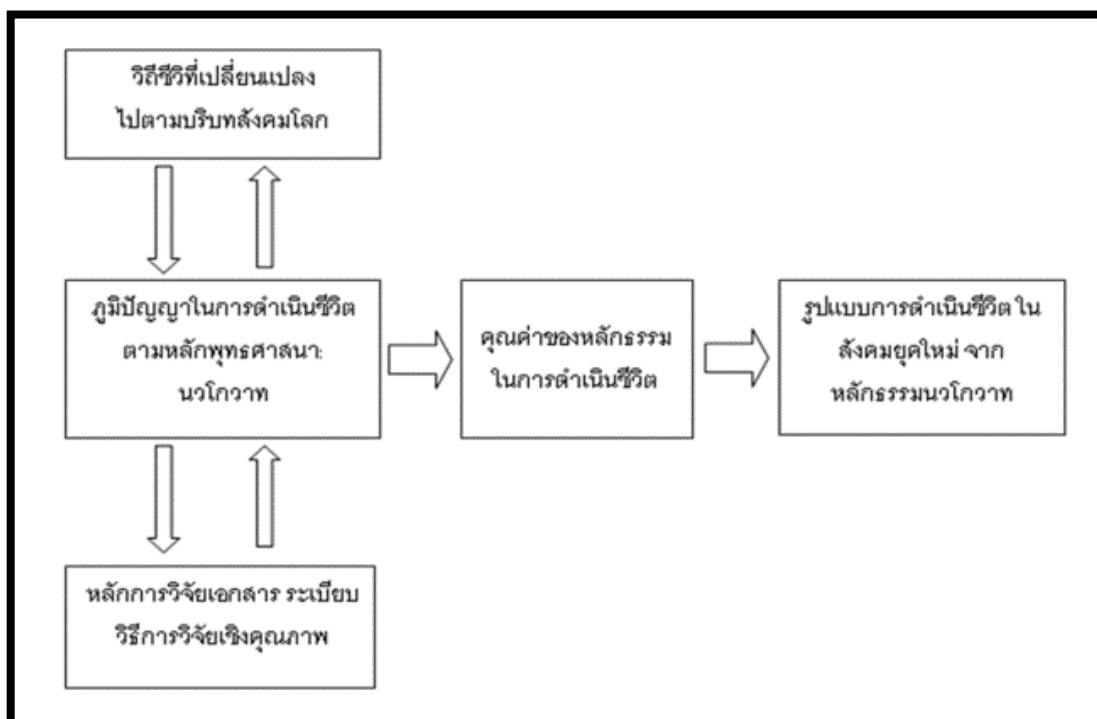 วิถีชีวิที่เปลี่ยนแปลง
ไปตามบริบทสังคมโลก
ภูมิปัญญาในการดำเนินชีวิต
ตามหลักพุทธศาสนา:
นวโกวาท
คุณค่าของหลักธรรม
ในการดำเนินชีวิต
รูปแบบการดำเนินชีวิต ใน
สังคมยุคใหม่ จาก
หลักธรรมนวโกวาท
หลักการวิจัยเอกสาร ระเบียบ
วิธีการวิจัยเชิงคุณภาพ